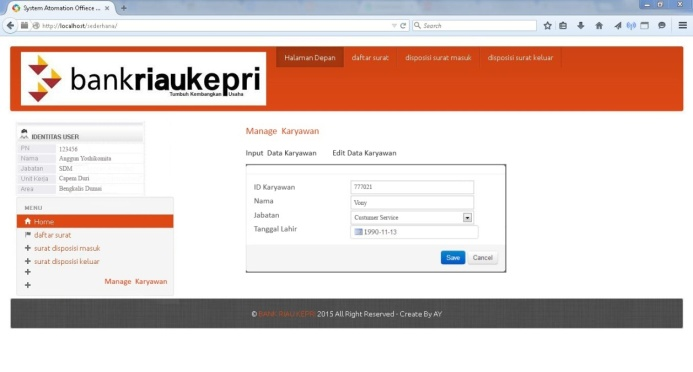 System Atomation Offiece ...
http://localhost/sederhana/
Search
bankriaukepri
Tumbuh Kembangkan Usaha
Halaman Depan daftar surat disposisi surat masuk disposisi surat keluar
IDENTITAS USER
PN 123456
Nama Anggun Yoshikunita
Jabatan SDM
Unit Kerja Capem Duri
Area Bengkalis Dumai
MENU
Home
daftar surat
surat disposisi masuk
surat disposisi keluar
Manage Karyawan
Manage Karyawan
Input Data Karyawan Edit Data Karyawan
ID Karyawan 777021
Nama Vony
Jabatan Custumer Service
Tanggal Lahir 1990-11-13
Save Cancel
© BANK RIAU KEPRI 2015 All Right Reserved - Create By AY